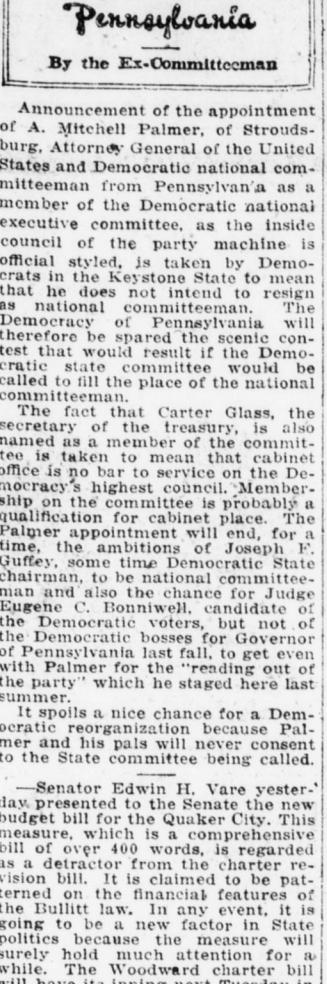 Pennsylvania
By the Ex-Committeeman
Announcement of the appointment
of A. Mitchell Palmer, of Strouds-
burg, Attorney General of the United
States and Democratic national com-
mitteeman from Pennsylvan'a as a
member of the Democratic national
executive committee, as the inside
council of the party machine is
official styled, is taken by Demo-
crats in the Keystone State to mean
that he does not intend to resign
as national committeeman. The
Democracy of Pennsylvania will
therefore be spared the scenic con-
test that would result if the Demo-
cratic state committee would be
called to fill the place of the national
committeeman.
The fact that Carter Glass, the
secretary of the treasury, is also
named as a member of the commit-
tee is taken to mean that cabinet
office is no bar to service on the De-
mocracy's highest council. Member-
ship on the committee is probably a
qualification for cabinet place. The
Palmer appointment will end, for a
time, the ambitions of Joseph F.
Guffey, some time Democratic State
chairman, to be national committee-
man and also the chance for Judge
Eugene C. Bonniwell, candidate of
the Democratic voters, but not of
the Democratic bosses for Governor
of Pennsylvania last fall, to get even
with Palmer for the "reading out of
the party" which he staged here last
summer.
It spoils a nice chance for a Dem-
ocratic reorganization because Pal-
mer and his pals will never consent
to the State committee being called.
—Senator Edwin H. Vare yester-
day presented to the Senate the new
budget bill for the Quaker City. This
measure, which is a comprehensive
bill of over 400 words, is regarded
as a detractor from the charter re-
vision bill. It is claimed to be pat-
terned on the financial features of
the Bullitt law. In any event, it is
going to be a new factor in State
politics because the measure will
surely hold much attention for a
while. The Woodward charter bill
will have its inning next Tuesday in